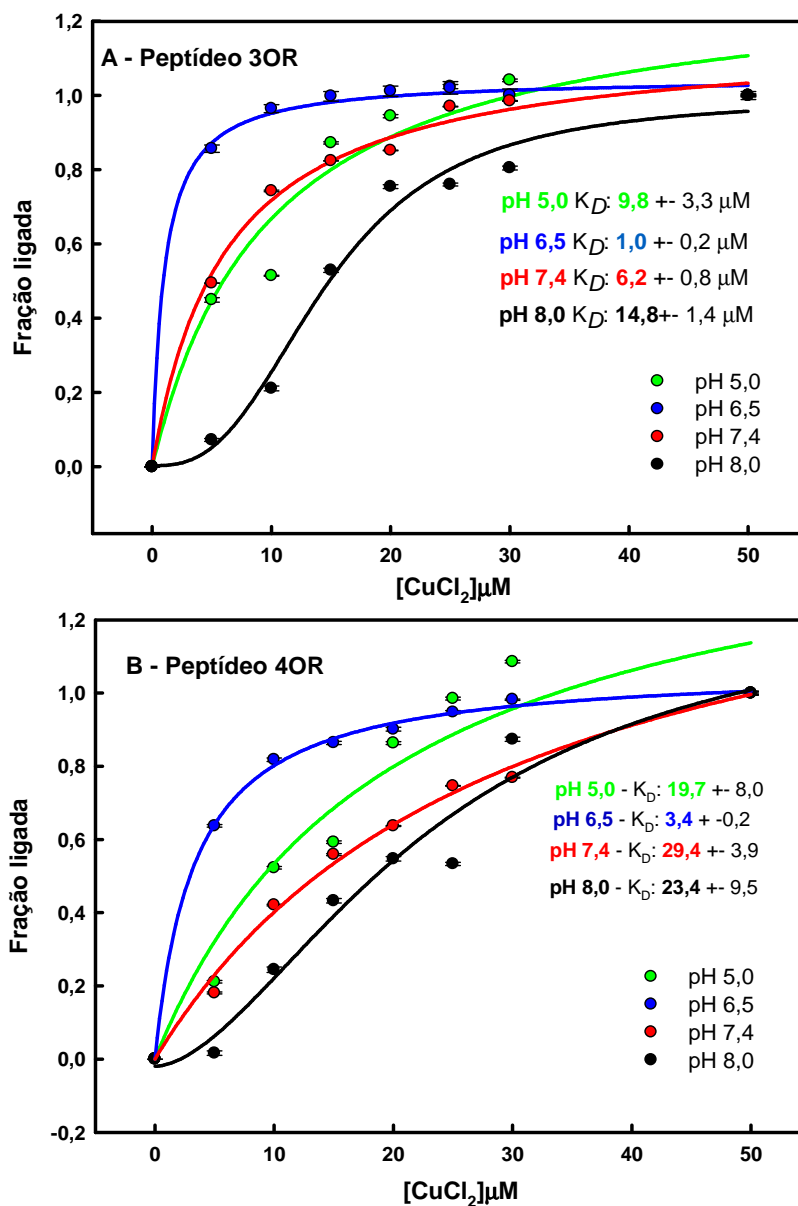 1,2
A - Peptídeo 3OR
1,0
0,8
0,6
0,4
0,2
0,0
Fração ligada
pH 5,0 KD: 9,8 +- 3,3 μM
pH 6,5 KD: 1,0 +- 0,2 μM
pH 7,4 KD: 6,2 +- 0,8 μM
pH 8,0 KD: 14,8+- 1,4 μM
pH 5,0
pH 6,5
pH 7,4
pH 8,0
0 10 20 30 40 50
[CuCl2]μM
1,2
B - Peptídeo 4OR
1,0
0,8
0,6
0,4
0,2
0,0
-0,2
Fração ligada
pH 5,0 - KD: 19,7 +- 8,0
pH 6,5 - KD: 3,4 + -0,2
pH 7,4 - KD: 29,4 +- 3,9
pH 8,0 - KD: 23,4 +- 9,5
pH 5,0
pH 6,5
pH 7,4
pH 8,0
0 10 20 30 40 50
[CuCl2]μM